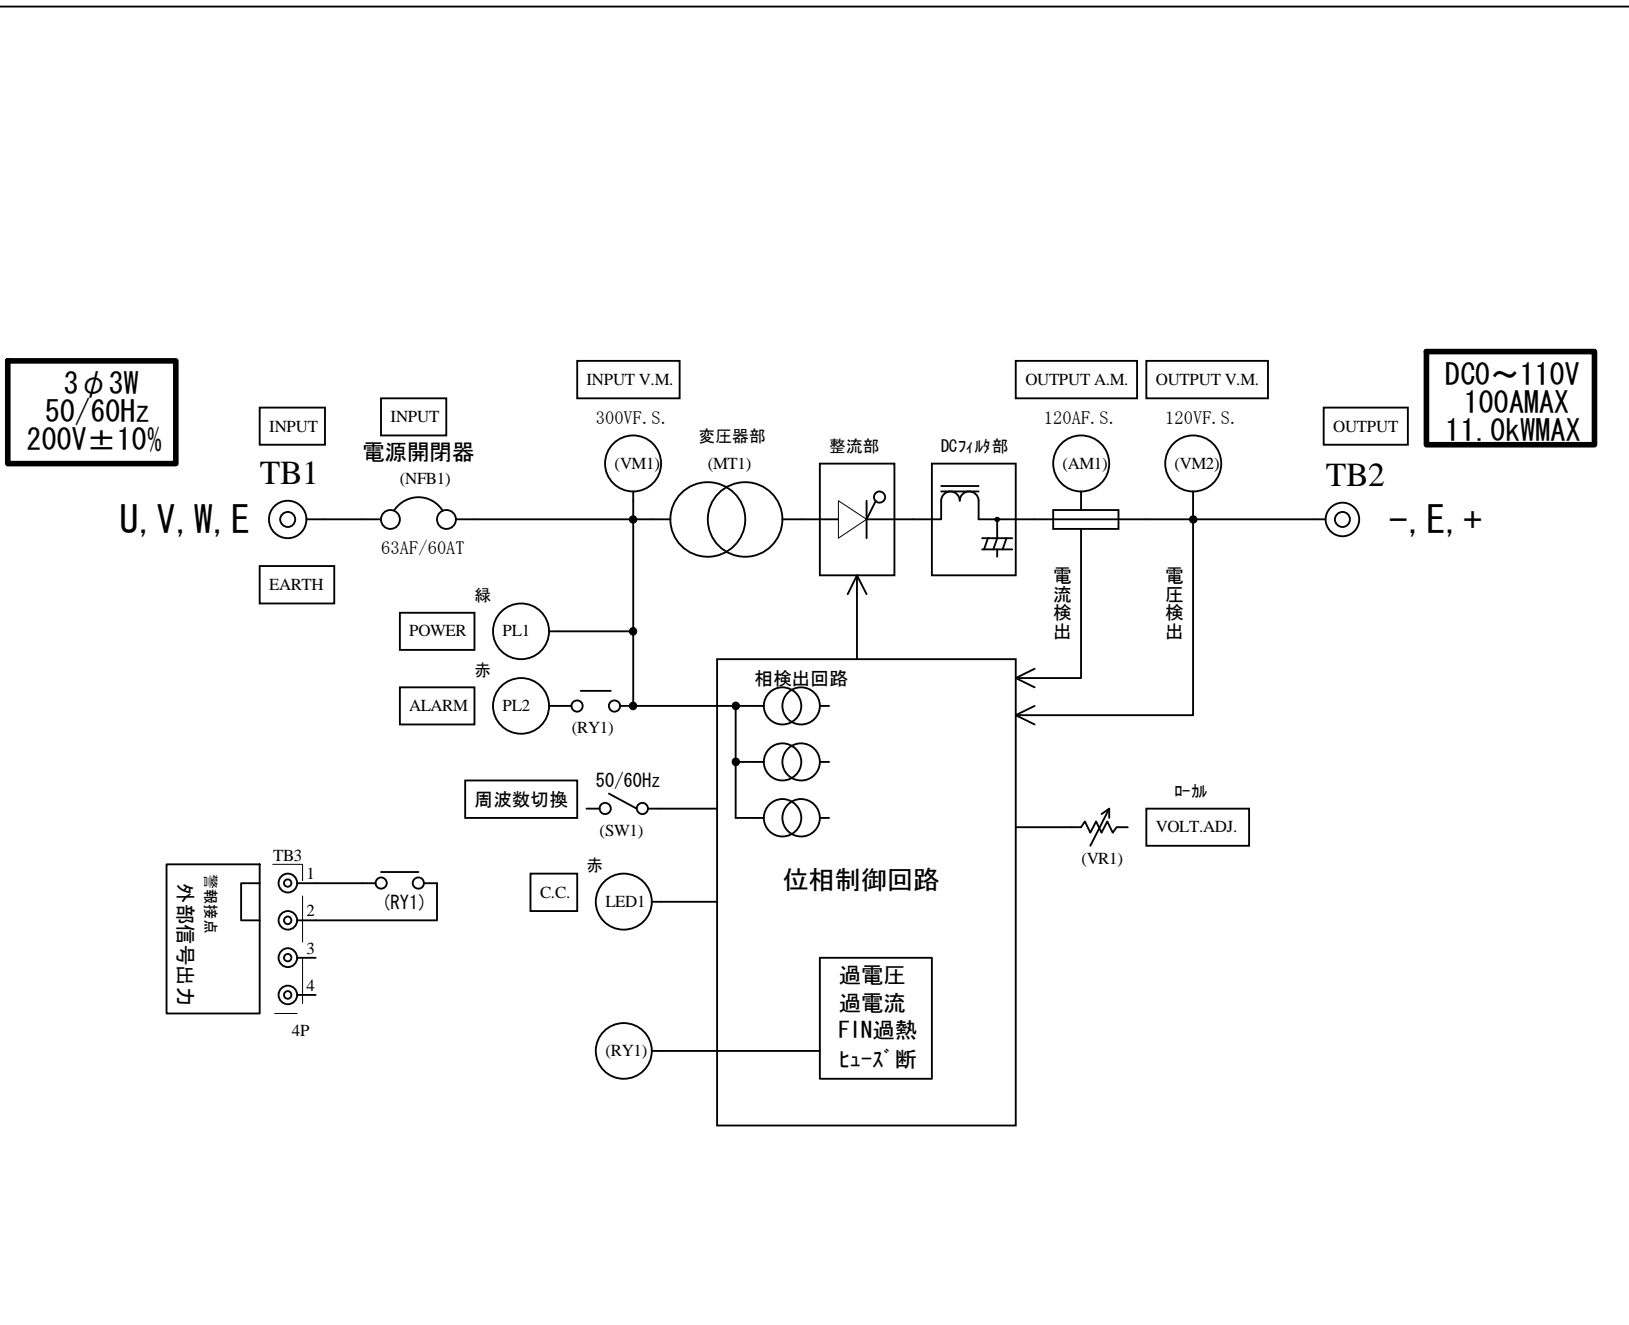 3φ3W
50/60Hz
200V±10%
INPUT
TB1
U,V,W,E
EARTH
INPUT
電源開閉器
(NFB1)
63AF/60AT
INPUT V.M.
300VF.S.
(VM1)
変圧器部
(MT1)
整流部
DCフィルタ部
OUTPUT A.M.
120AF.S.
(AM1)
OUTPUT V.M.
120VF.S.
(VM2)
OUTPUT
TB2
-,E,+
DC0～110V
100AMAX
11.0kWMAX
電流検出
電圧検出
緑
POWER
PL1
赤
ALARM
PL2
(RY1)
相検出回路
周波数切換
50/60Hz
(SW1)
ローカル
VOLT.ADJ.
(VR1)
赤
C.C.
LED1
位相制御回路
TB3
1
2
3
4
4P
(RY1)
警報接点
外部信号出力
過電圧
過電流
FIN過熱
ヒューズ断
(RY1)